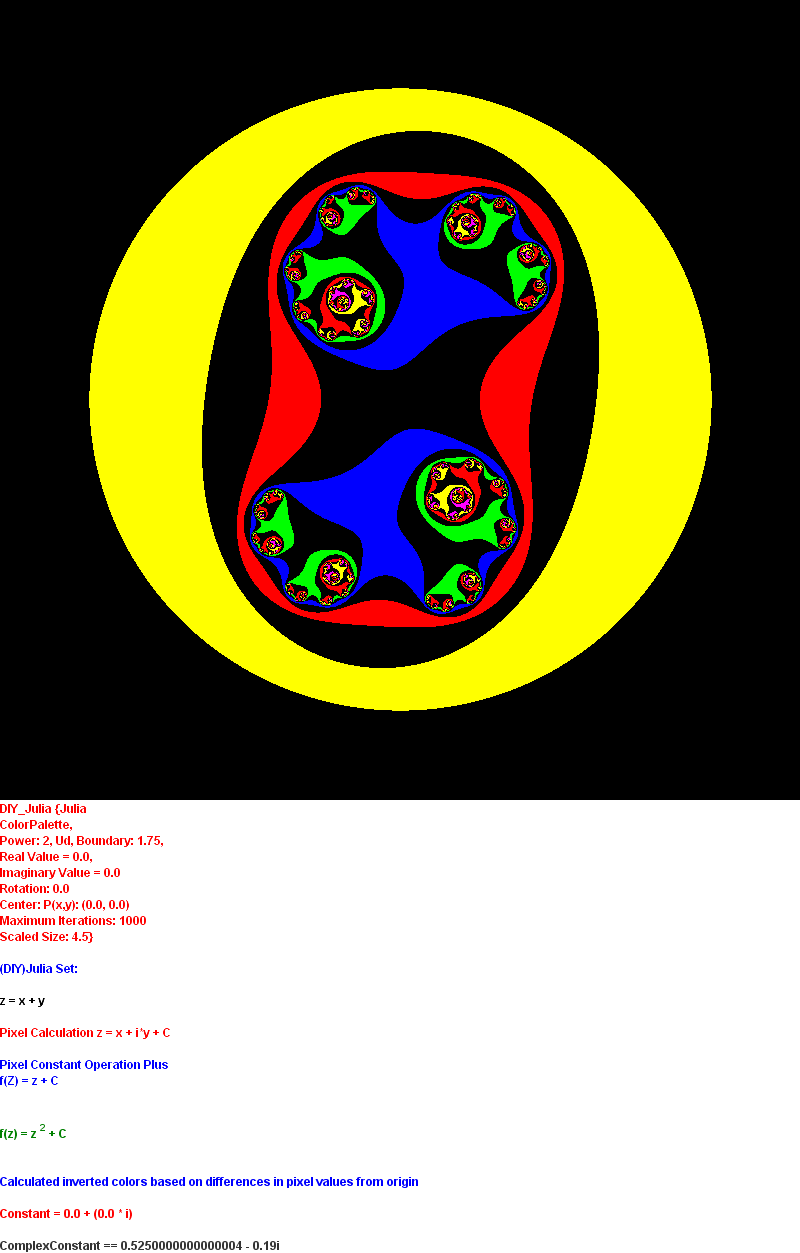 DIY_Julia {Julia
ColorPalette,
Power: 2, Ud, Boundary: 1.75,
Real Value = 0.0,
Imaginary Value = 0.0
Rotation: 0.0
Center: P(x,y): (0.0, 0.0)
Maximum Iterations: 1000
Scaled Size: 4.5}
(DIY)Julia Set:
z = x + y
Pixel Calculation z = x + i*y + C
Pixel Constant Operation Plus
f(Z) = z + C
f(z) = z 2 + C
Calculated inverted colors based on differences in pixel values from origin
Constant = 0.0 + (0.0 * i)
ComplexConstant == 0.5250000000000004 - 0.19i